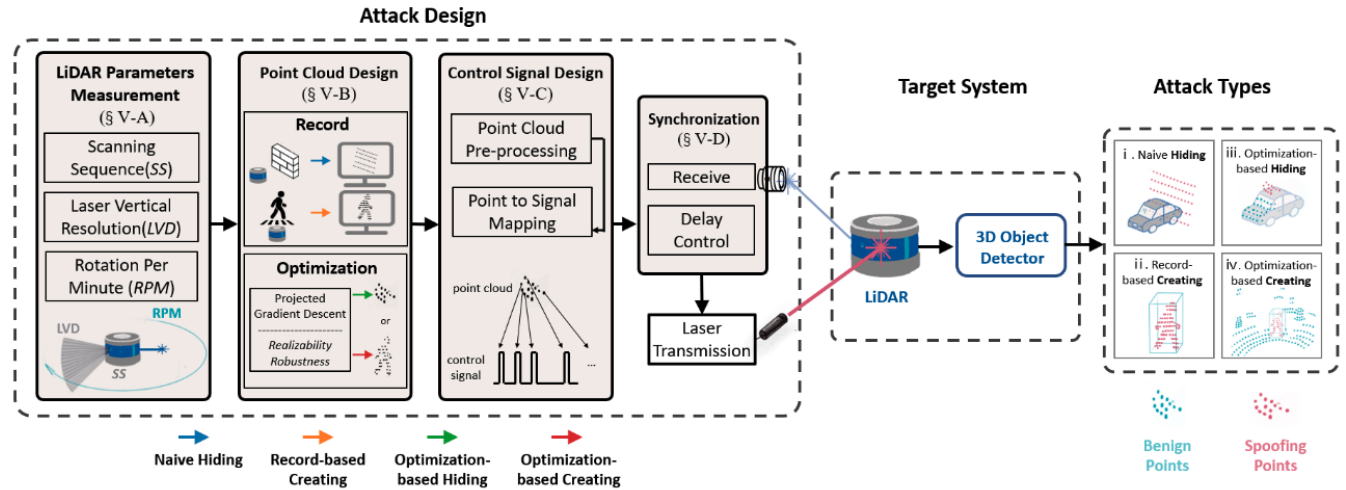 Attack Design
LiDAR Parameters
Measurement
(§ V-A)
Scanning
Sequence(SS)
Laser Vertical
Resolution(LVD)
Rotation Per
Minute (RPM)
LVD
RPM
SS
Point Cloud Design
(§ V-B)
Record
Optimization
Projected
Gradient Descent
Realizability
Robustness
or
Control Signal Design
(§ V-C)
Point Cloud
Pre-processing
Point to Signal
Mapping
point cloud
control
signal
...
Synchronization
(§ V-D)
Receive
Delay
Control
Laser
Transmission
Target System
LiDAR
3D Object
Detector
Attack Types
i . Naive Hiding
iii. Optimization-
based Hiding
ii. Record-
based Creating
iv. Optimization-
based Creating
Naive Hiding
Record-based
Creating
Optimization-
based Hiding
Optimization-
based Creating
Benign
Points
Spoofing
Points